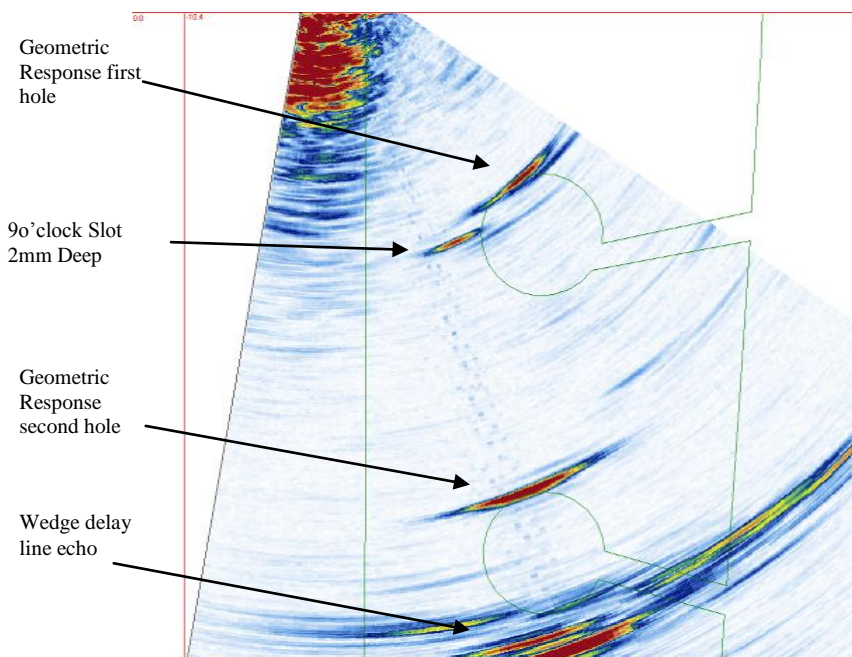 0.0
-10.4
Geometric
Response first
hole
9o'clock Slot
2mm Deep
Geometric
Response
second hole
Wedge delay
line echo